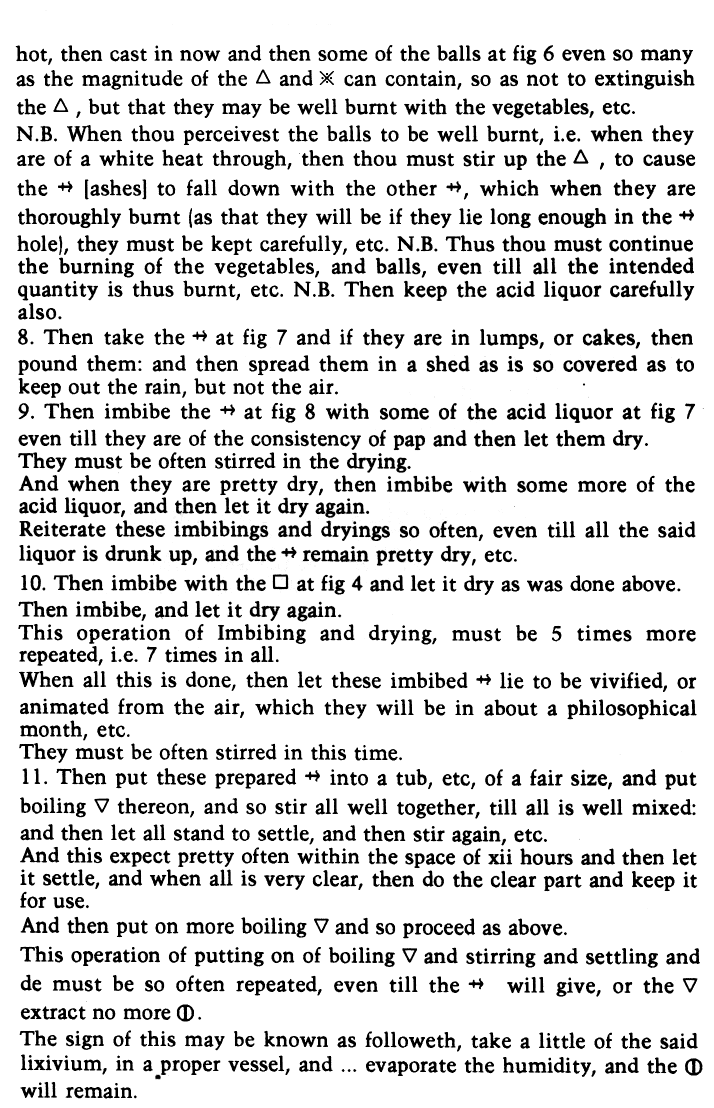 hot, then cast in now and then some of the balls at fig 6 even so many
as the magnitude of the △ and ※ can contain, so as not to extinguish
the △ , but that they may be well burnt with the vegetables, etc.
N.B. When thou perceivest the balls to be well burnt, i.e. when they
are of a white heat through, then thou must stir up the △ , to cause
the ⥈ [ashes] to fall down with the other ⥈, which when they are
thoroughly burnt (as that they will be if they lie long enough in the ⥈
hole), they must be kept carefully, etc. N.B. Thus thou must continue
the burning of the vegetables, and balls, even till all the intended
quantity is thus burnt, etc. N.B. Then keep the acid liquor carefully
also.
8. Then take the ⥈ at fig 7 and if they are in lumps, or cakes, then
pound them: and then spread them in a shed as is so covered as to
keep out the rain, but not the air.
9. Then imbibe the ⥈ at fig 8 with some of the acid liquor at fig 7
even till they are of the consistency of pap and then let them dry.
They must be often stirred in the drying.
And when they are pretty dry, then imbibe with some more of the
acid liquor, and then let it dry again.
Reiterate these imbibings and dryings so often, even till all the said
liquor is drunk up, and the ⥈ remain pretty dry, etc.
10. Then imbibe with the □ at fig 4 and let it dry as was done above.
Then imbibe, and let it dry again.
This operation of Imbibing and drying, must be 5 times more
repeated, i.e. 7 times in all.
When all this is done, then let these imbibed ⥈ lie to be vivified, or
animated from the air, which they will be in about a philosophical
month, etc.
They must be often stirred in this time.
11. Then put these prepared ⥈ into a tub, etc, of a fair size, and put
boiling ▽ thereon, and so stir all well together, till all is well mixed:
and then let all stand to settle, and then stir again, etc.
And this expect pretty often within the space of xii hours and then let
it settle, and when all is very clear, then do the clear part and keep it
for use.
And then put on more boiling ▽ and so proceed as above.
This operation of putting on of boiling ▽ and stirring and settling and
de must be so often repeated, even till the ⥈ will give, or the ▽
extract no more ⦶.
The sign of this may be known as followeth, take a little of the said
lixivium, in a proper vessel, and ... evaporate the humidity, and the ⦶
will remain.